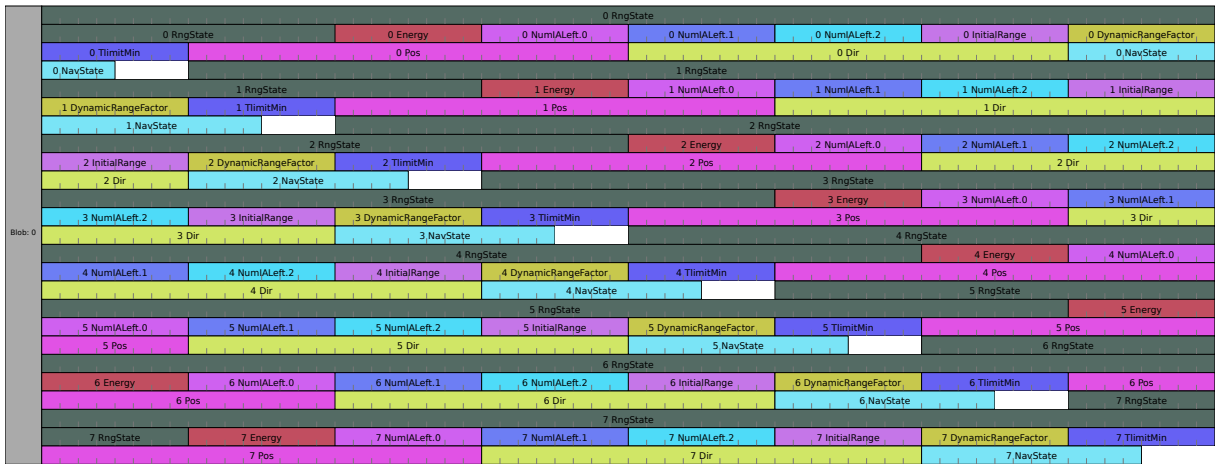 0 RngState
0 RngState 0 Energy 0 NumIALeft.0 0 NumIALeft.1 0 NumIALeft.2 0 InitialRange 0 DynamicRangeFactor
0 TlimitMin 0 Pos 0 Dir 0 NavState
0 NavState 1 RngState
1 RngState 1 Energy 1 NumIALeft.0 1 NumIALeft.1 1 NumIALeft.2 1 InitialRange
1 DynamicRangeFactor 1 TlimitMin 1 Pos 1 Dir
1 NavState 2 RngState
2 RngState 2 Energy 2 NumIALeft.0 2 NumIALeft.1 2 NumIALeft.2
2 InitialRange 2 DynamicRangeFactor 2 TlimitMin 2 Pos 2 Dir
2 Dir 2 NavState 3 RngState
3 RngState 3 Energy 3 NumIALeft.0 3 NumIALeft.1
3 NumIALeft.2 3 InitialRange 3 DynamicRangeFactor 3 TlimitMin 3 Pos 3 Dir
Blob: 0
3 Dir 3 NavState 4 RngState
4 RngState 4 Energy 4 NumIALeft.0
4 NumIALeft.1 4 NumIALeft.2 4 InitialRange 4 DynamicRangeFactor 4 TlimitMin 4 Pos
4 Dir 4 NavState 5 RngState
5 RngState 5 Energy
5 NumIALeft.0 5 NumIALeft.1 5 NumIALeft.2 5 InitialRange 5 DynamicRangeFactor 5 TlimitMin 5 Pos
5 Pos 5 Dir 5 NavState 6 RngState
6 RngState
6 Energy 6 NumIALeft.0 6 NumIALeft.1 6 NumIALeft.2 6 InitialRange 6 DynamicRangeFactor 6 TlimitMin 6 Pos
6 Pos 6 Dir 6 NavState 7 RngState
7 RngState
7 RngState 7 Energy 7 NumIALeft.0 7 NumIALeft.1 7 NumIALeft.2 7 InitialRange 7 DynamicRangeFactor 7 TlimitMin
7 Pos 7 Dir 7 NavState